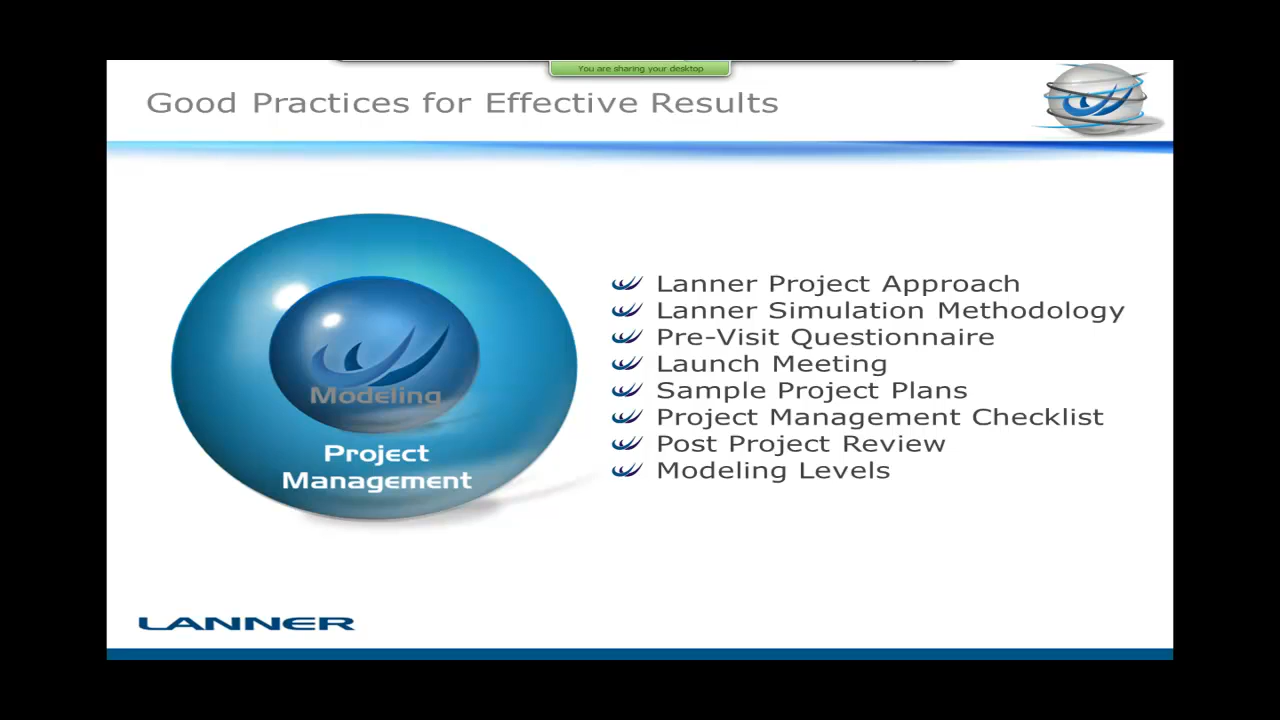 You are sharing your desktop
Good Practices for Effective Results
Modeling
Project
Management
Lanner Project Approach
Lanner Simulation Methodology
Pre-Visit Questionnaire
Launch Meeting
Sample Project Plans
Project Management Checklist
Post Project Review
Modeling Levels
LANNER